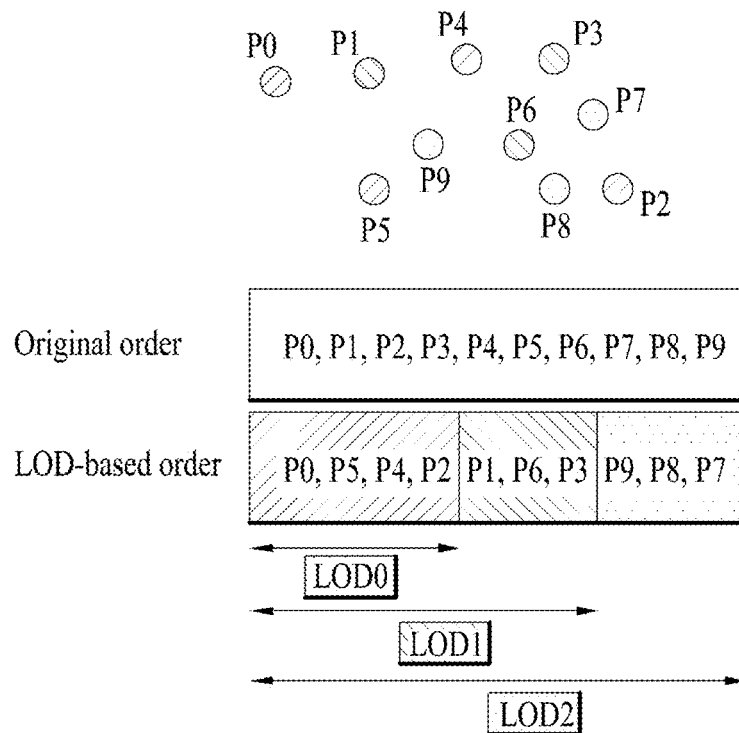 P0
P1
P4
P3
P7
P6
P9
P5
P8
P2
Original order
P0, P1, P2, P3, P4, P5, P6, P7, P8, P9
LOD-based order
P0, P5, P4, P2
P1, P6, P3
P9, P8, P7
LOD0
LOD1
LOD2